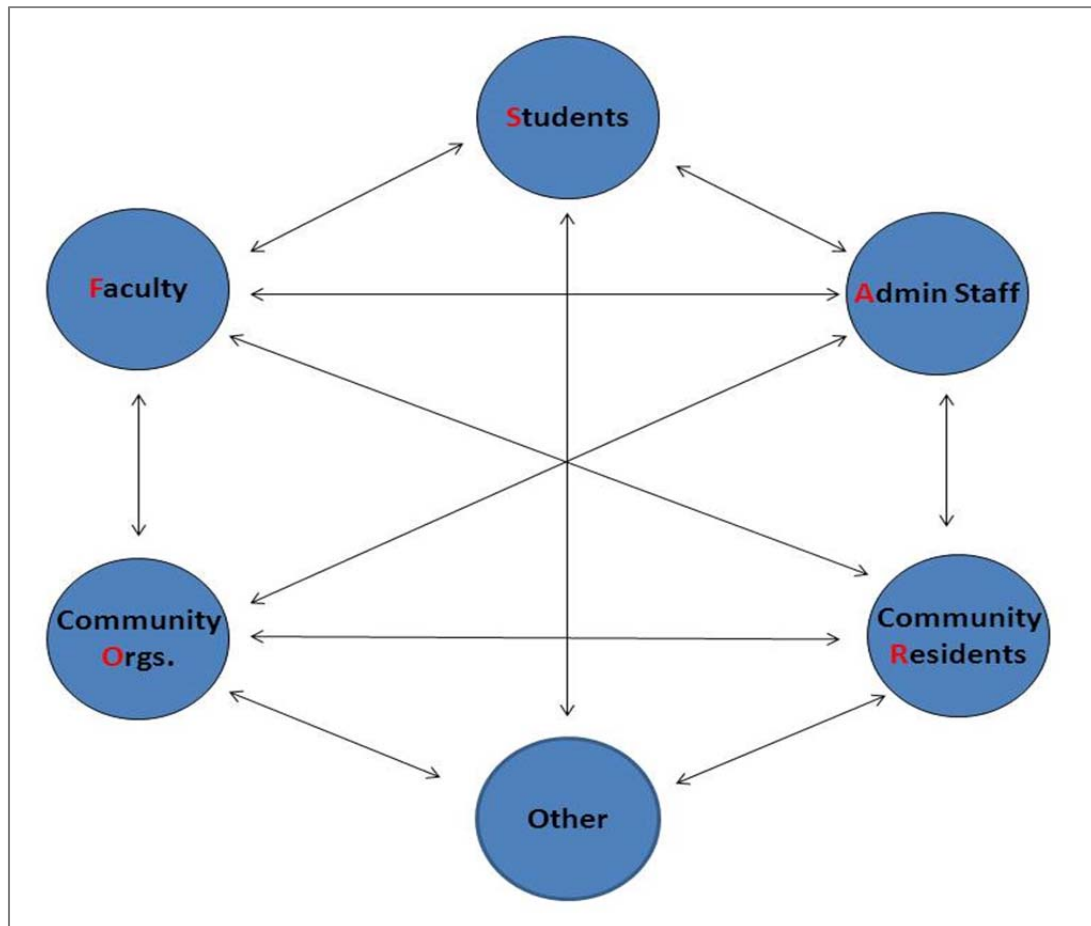 Students
Faculty
Admin Staff
Community
Orgs.
Community
Residents
Other